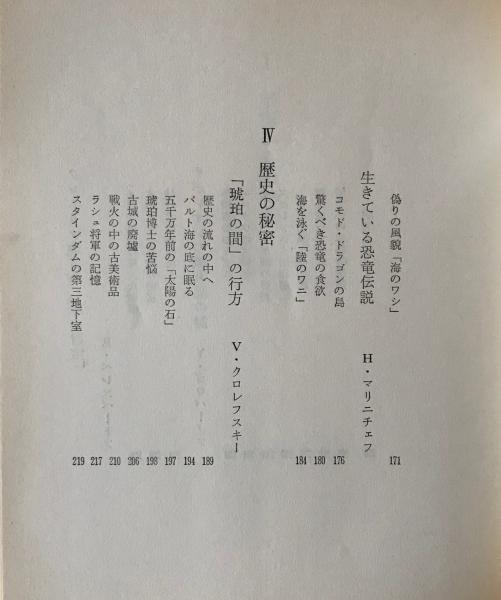 偽りの風貌「海のワシ」 171
生きている恐竜伝説 H・マリニチェフ
コモド・ドラゴンの島 176
驚くべき恐竜の食欲 180
海を泳ぐ「陸のワニ」 184
Ⅳ 歴史の秘密
「琥珀の間」の行方 V・クロレフスキー
歴史の流れの中へ 189
バルト海の底に眠る 194
五千万年前の「太陽の石」 197
琥珀博士の苦悩 198
古城の廃墟 206
戦火の中の古美術品 210
ラシュ将軍の記憶 217
スタインダムの第三地下室 219